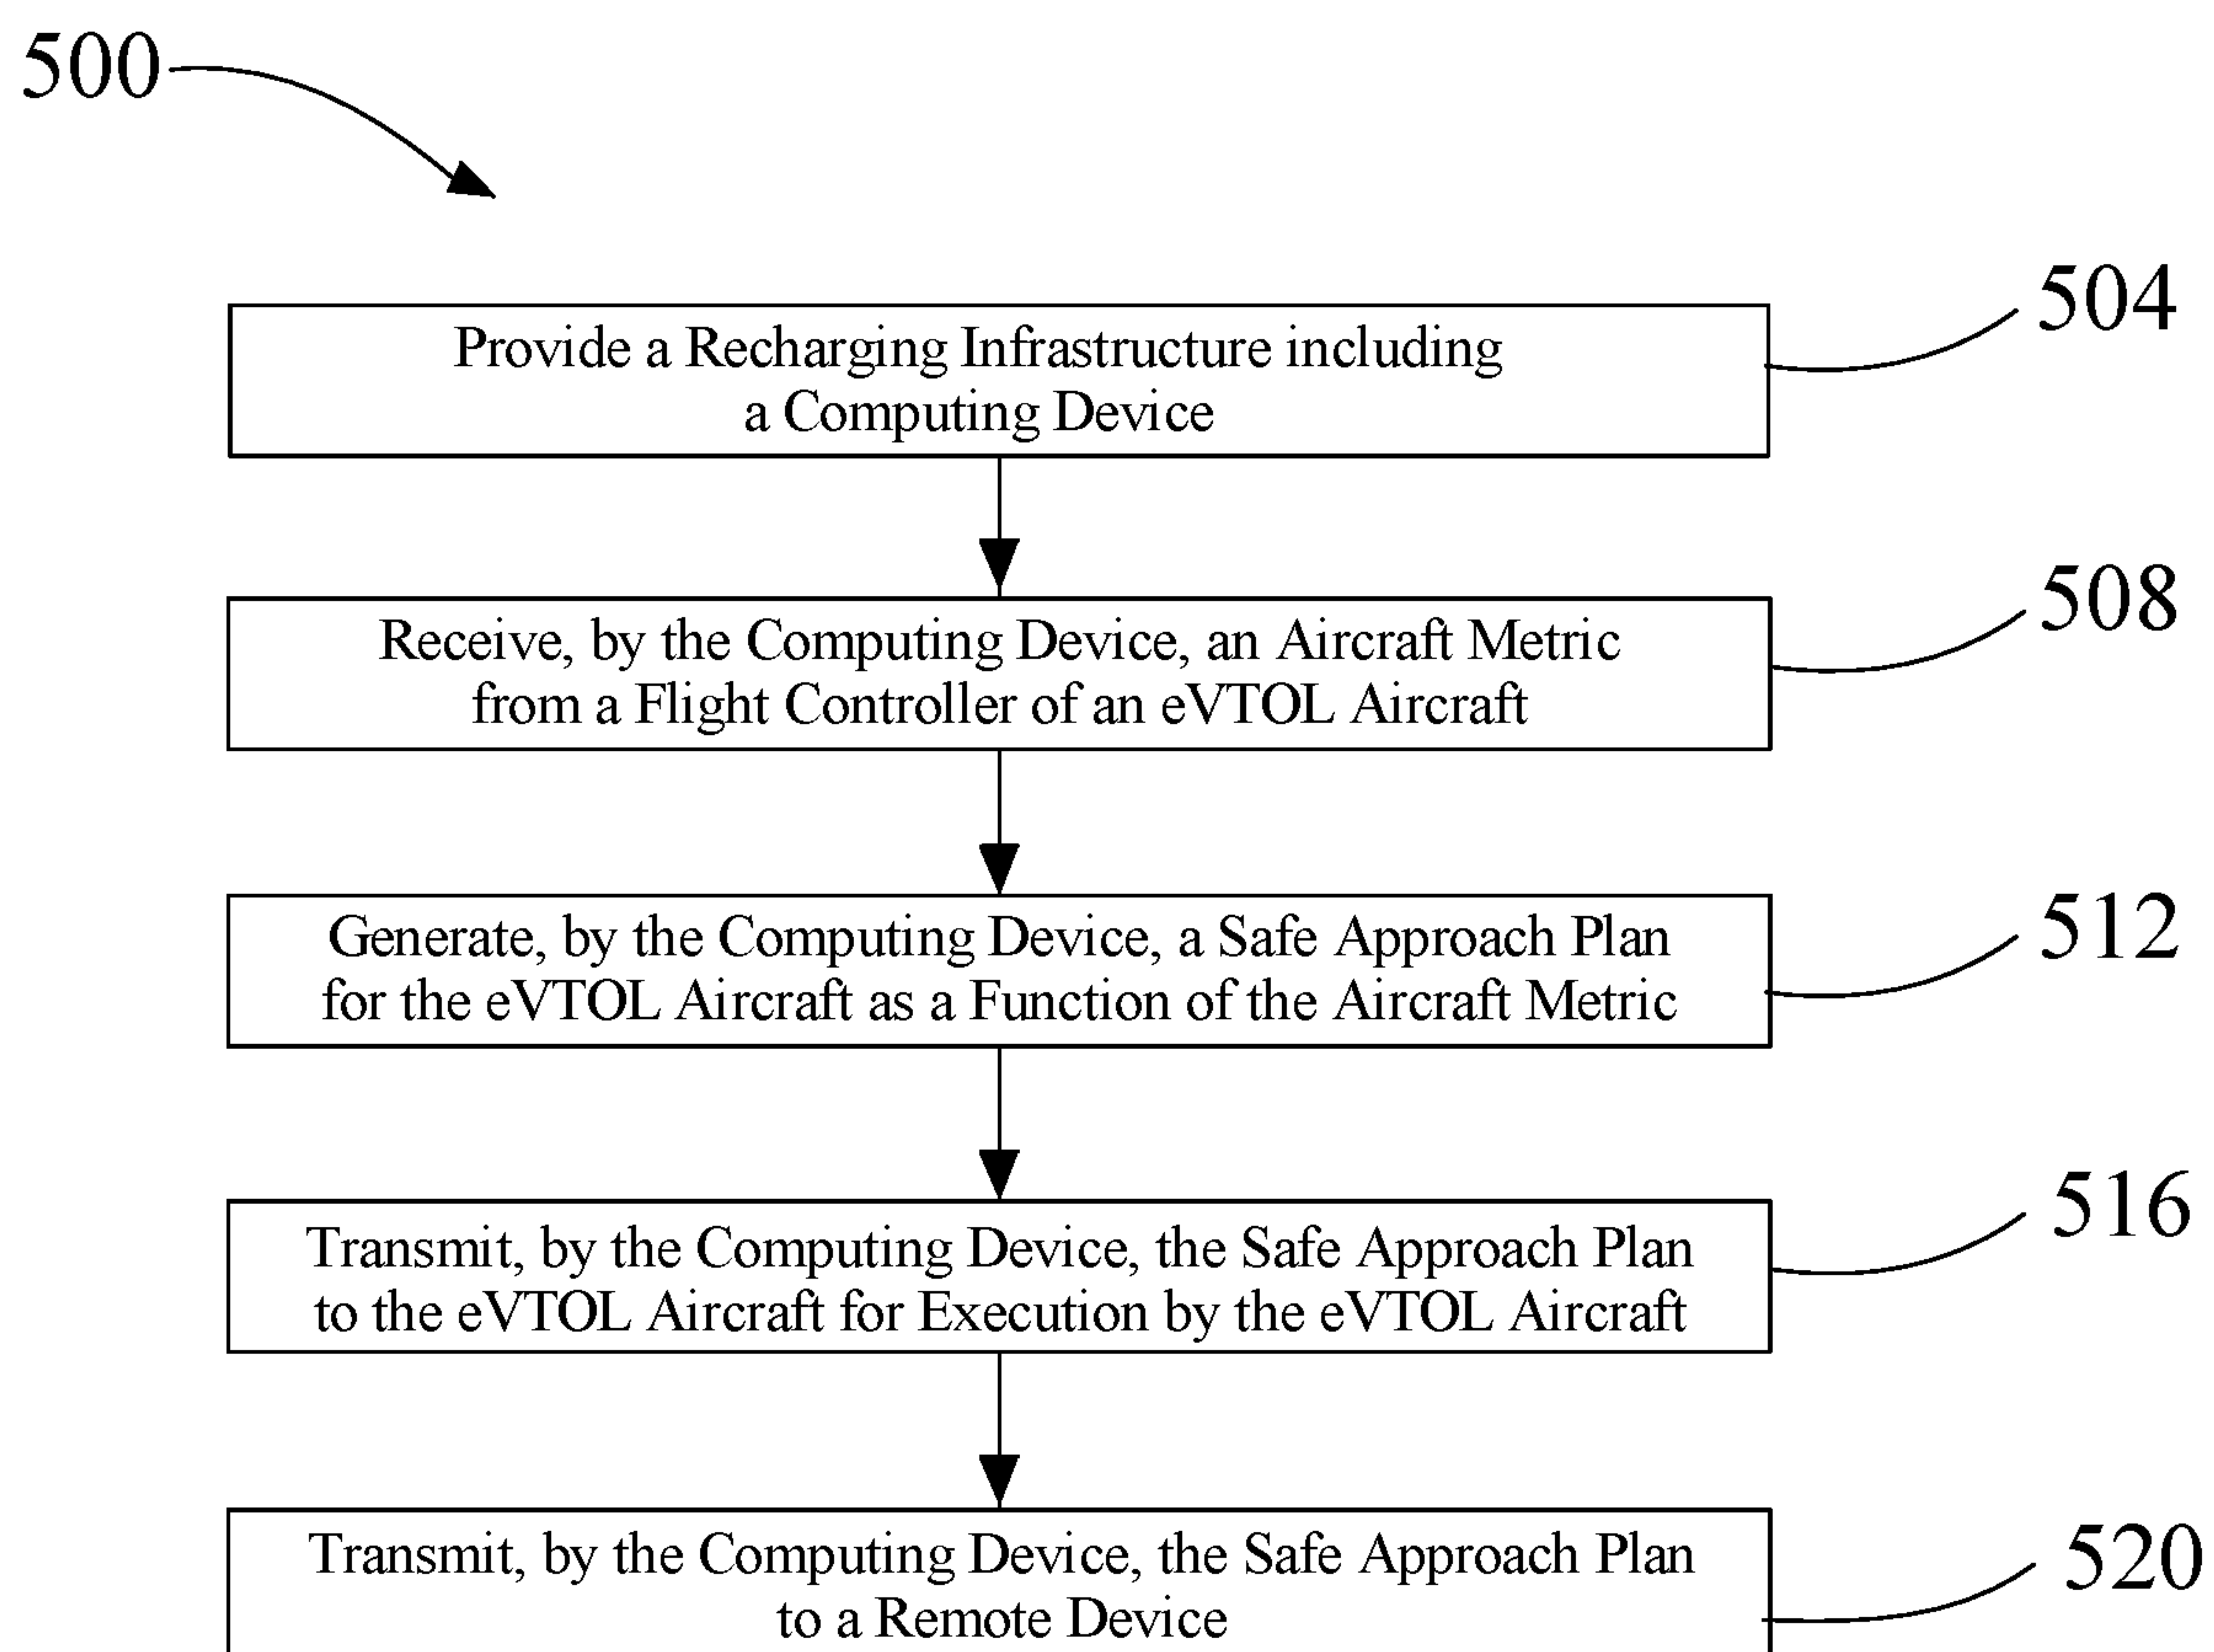 500
504
Provide a Recharging Infrastructure including
a Computing Device
508
Receive, by the Computing Device, an Aircraft Metric
from a Flight Controller of an eVTOL Aircraft
512
Generate, by the Computing Device, a Safe Approach Plan
for the eVTOL Aircraft as a Function of the Aircraft Metric
516
Transmit, by the Computing Device, the Safe Approach Plan
to the eVTOL Aircraft for Execution by the eVTOL Aircraft
520
Transmit, by the Computing Device, the Safe Approach Plan
to a Remote Device